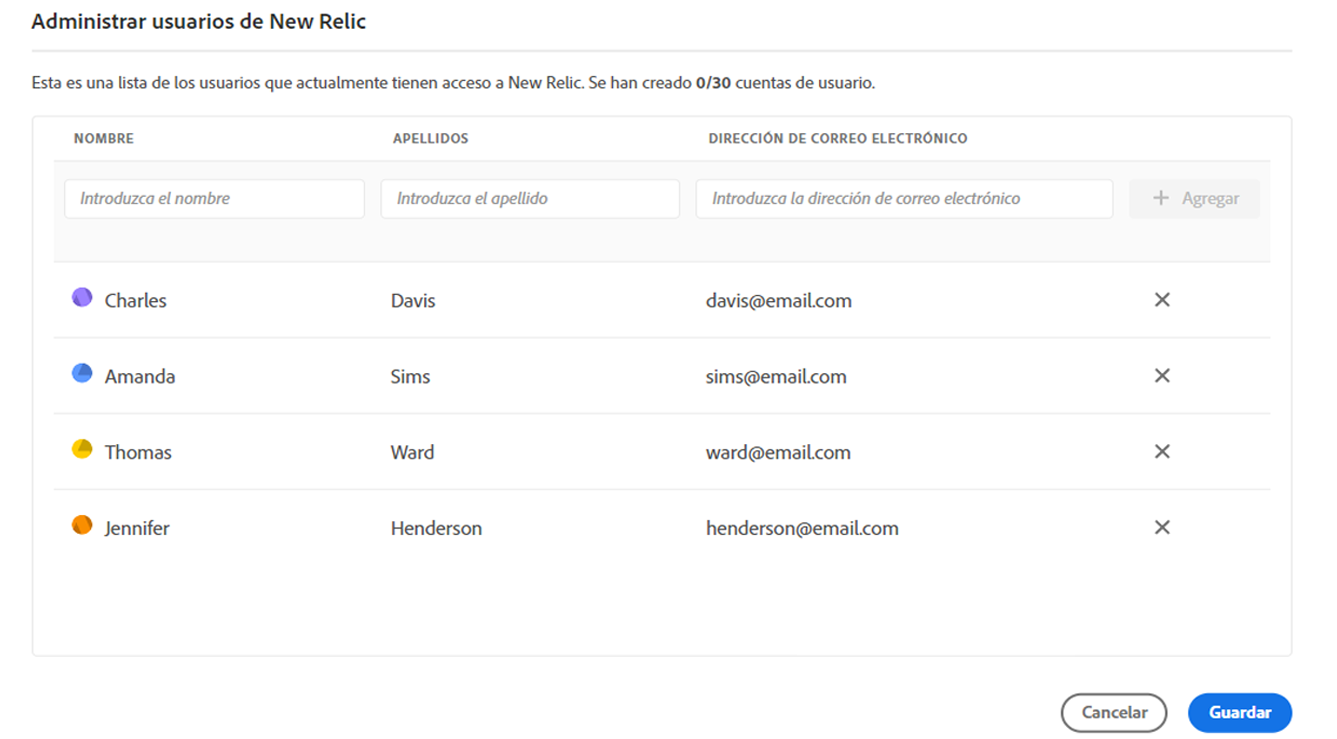 Administrar usuarios de New Relic
Esta es una lista de los usuarios que actualmente tienen acceso a New Relic. Se han creado 0/30 cuentas de usuario.
NOMBRE APELLIDOS DIRECCIÓN DE CORREO ELECTRÓNICO
Introduzca el nombre Introduzca el apellido Introduzca la dirección de correo electrónico + Agregar
Charles Davis davis@email.com
Amanda Sims sims@email.com
Thomas Ward ward@email.com
Jennifer Henderson henderson@email.com
Cancelar Guardar